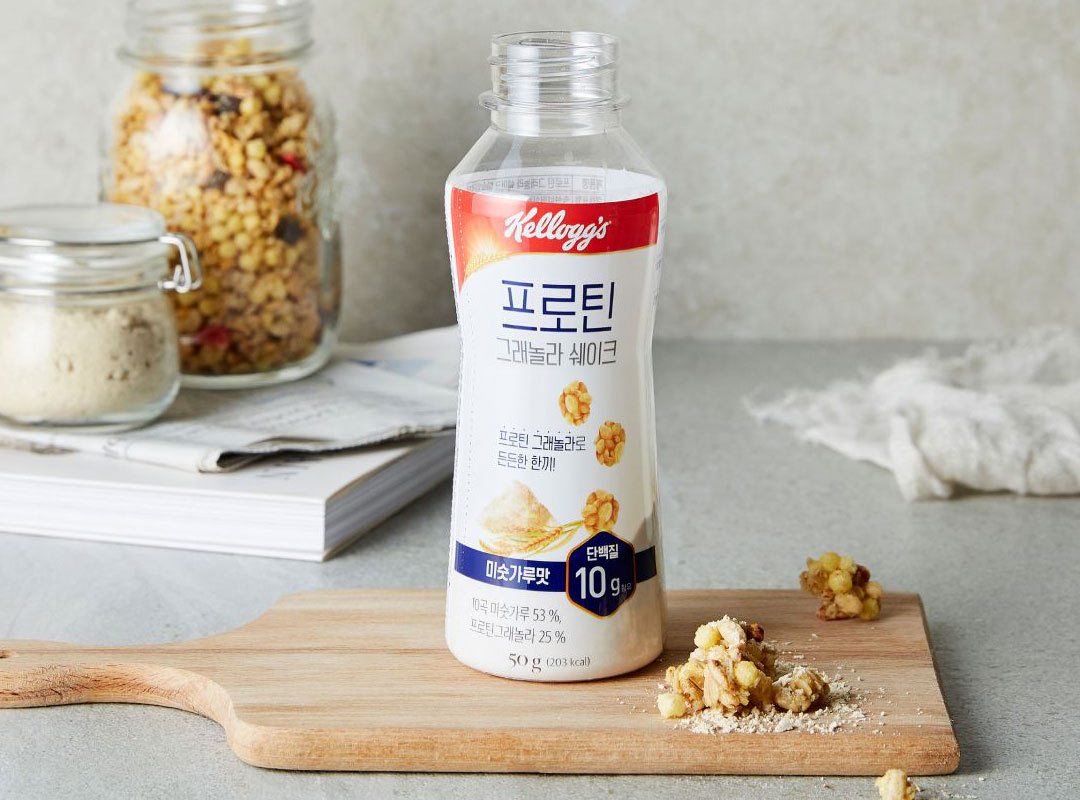 Kellogg's
프로틴
그래놀라 쉐이크
프로틴 그래놀라로
든든한 한끼!
단백질
10 g
미숫가루맛
10곡 미숫가루 53 %,
프로틴그래놀라 25 %
50 g (203 kcal)